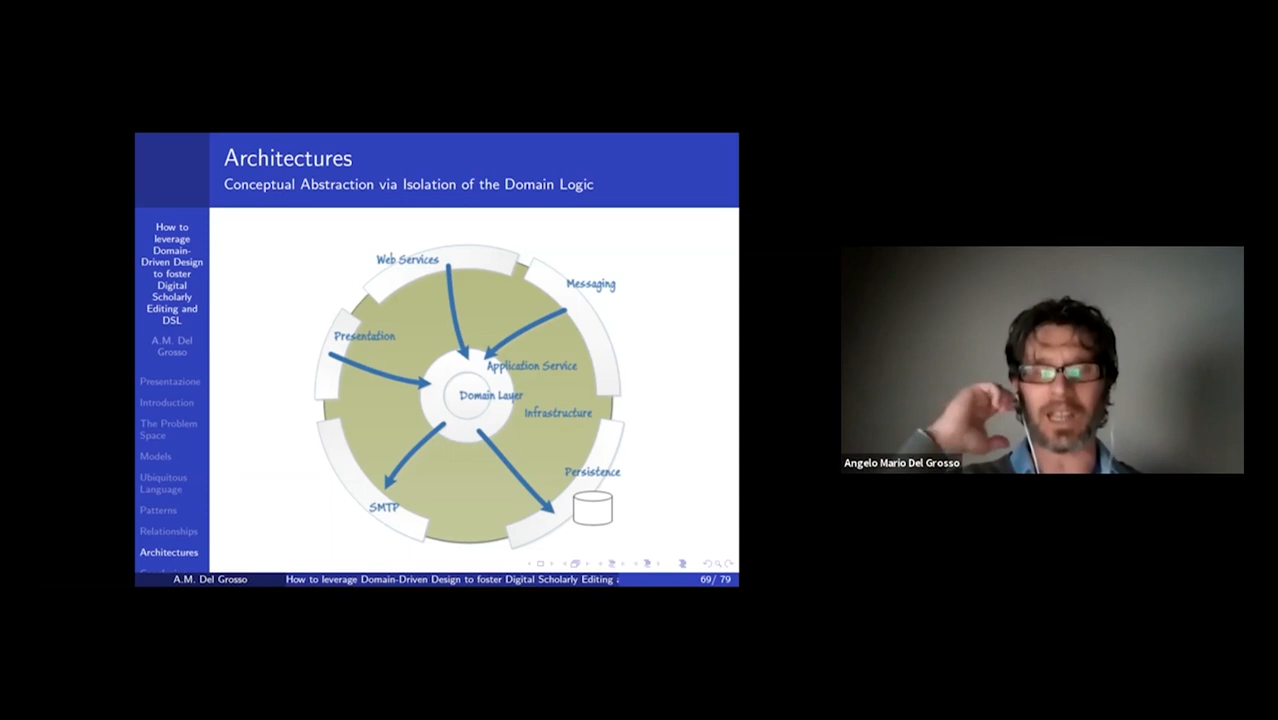 Architectures
Conceptual Abstraction via Isolation of the Domain Logic
How to
leverage
Domain-
Driven Design
to foster
Digital
Scholarly
Editing and
DSL
A.M. Del
Grosso
Presentazione
Introduction
The Problem
Space
Models
Ubiquitous
Language
Patterns
Relationships
Architectures
Web Services
Messaging
Presentation
Application Service
Domain Layer
Infrastructure
Persistence
SMTP
A.M. Del Grosso
How to leverage Domain-Driven Design to foster Digital Scholarly Editing
69/ 79
Angelo Mario Del Grosso